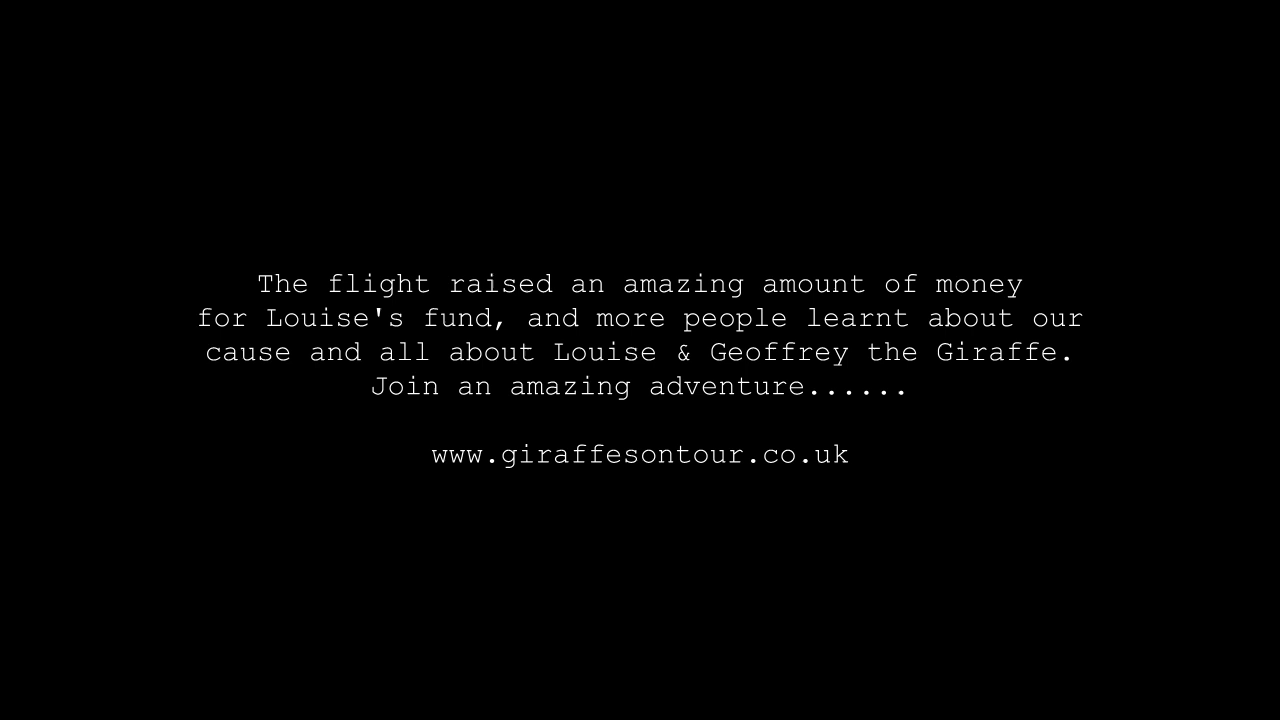 The flight raised an amazing amount of money
for Louise's fund, and more people learnt about our
cause and all about Louise & Geoffrey the Giraffe.
Join an amazing adventure......
www.giraffesontour.co.uk